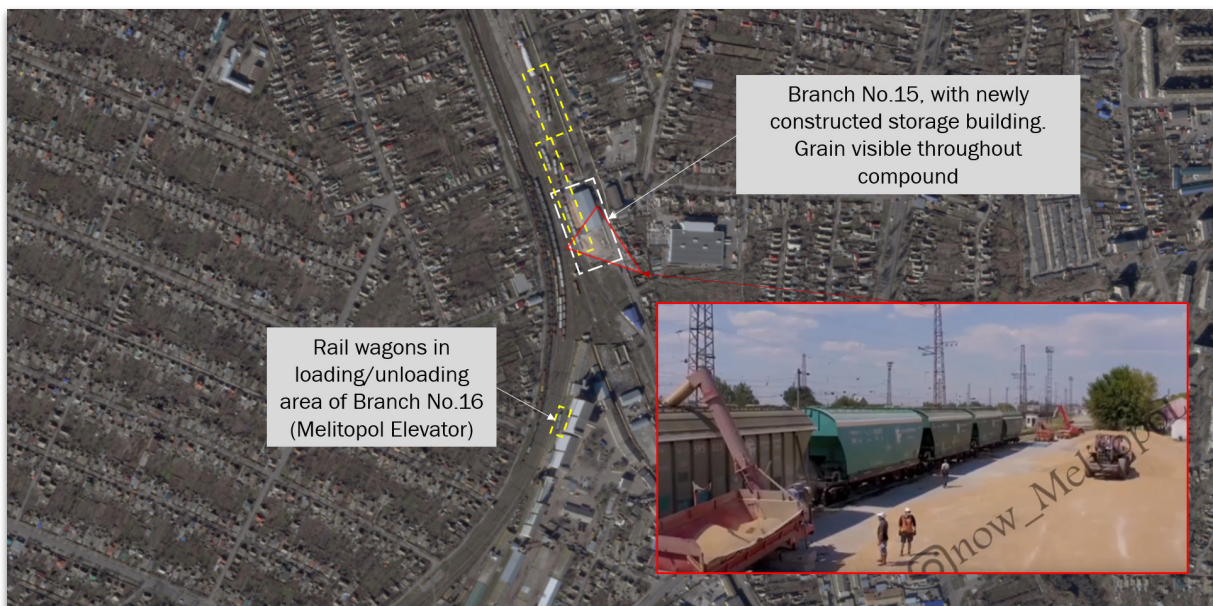 Branch No.15, with newly
constructed storage building.
Grain visible throughout
compound
Rail wagons in
loading/unloading
area of Branch No.16
(Melitopol Elevator)
@now_Melitopol